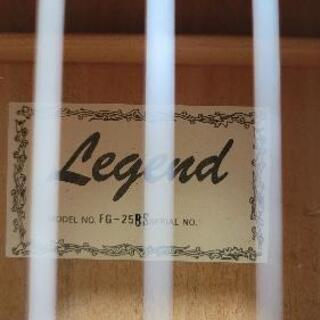 Legend
MODEL NO. FG-25BS SERIAL NO.